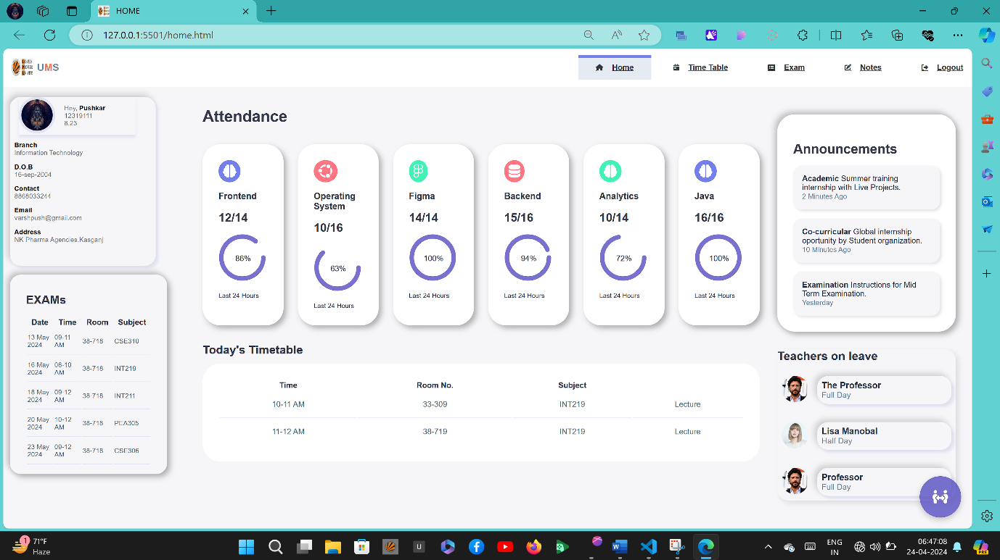 HOME
127.0.0.1:5501/home.html
UMS
Home
Time Table
Exam
Notes
Logout
Hey, Pushkar
12319111
8.23
Branch
Information Technology
D.O.B
16-sep-2004
Contact
8868033244
Email
varshpush@gmail.com
Address
NK Pharma Agencies,Kasganj
EXAMs
Date Time Room Subject
13 May 09-11
2024 AM 38-718 CSE310
16 May 08-10
2024 AM 38-718 INT219
18 May 09-12
2024 AM 38-718 INT211
20 May 10-12
2024 AM 38-718 PEA305
23 May 09-12
2024 AM 38-718 CSE306
Attendance
Frontend
12/14
86%
Last 24 Hours
Operating
System
10/16
63%
Last 24 Hours
Figma
14/14
100%
Last 24 Hours
Backend
15/16
94%
Last 24 Hours
Analytics
10/14
72%
Last 24 Hours
Java
16/16
100%
Last 24 Hours
Today's Timetable
Time Room No. Subject
10-11 AM 33-309 INT219 Lecture
11-12 AM 38-719 INT219 Lecture
Announcements
Academic Summer training
internship with Live Projects.
2 Minutes Ago
Co-curricular Global internship
oportunity by Student organization.
10 Minutes Ago
Examination Instructions for Mid
Term Examination.
Yesterday
Teachers on leave
The Professor
Full Day
Lisa Manobal
Half Day
Professor
Full Day
1
71°F
Haze
U
W
ENG
IN
06:47:08
24-04-2024
PRE